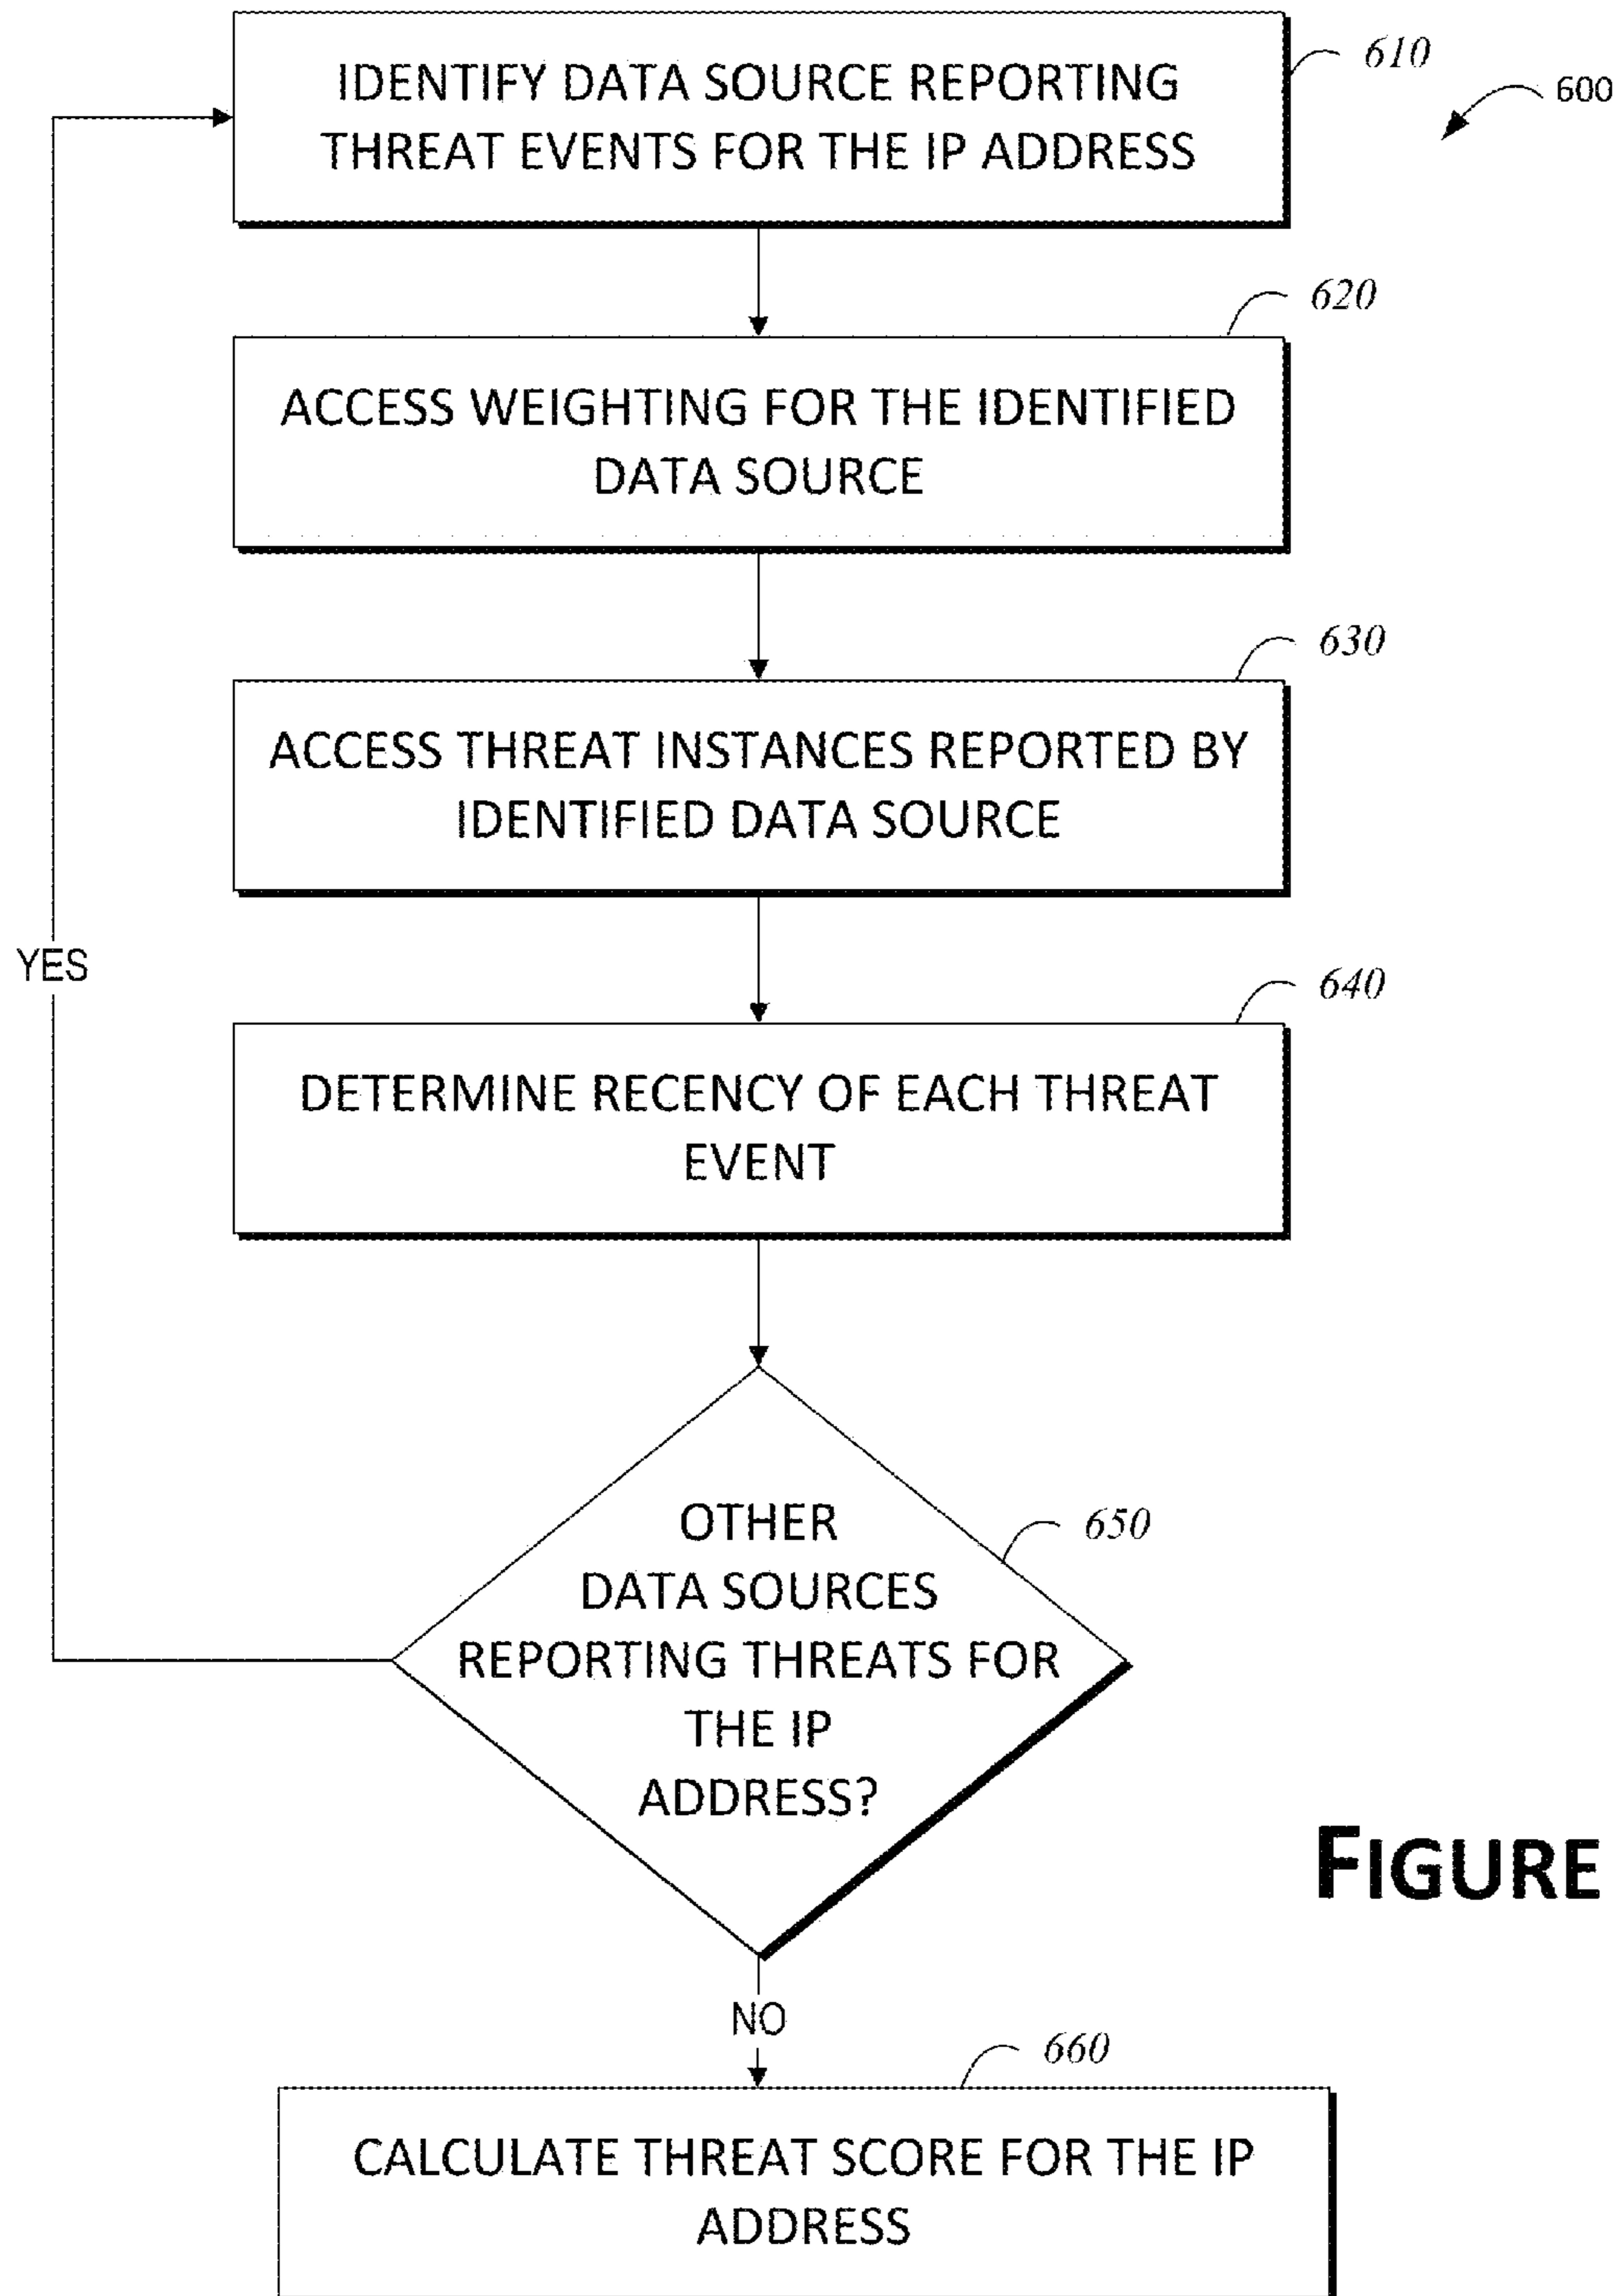 IDENTIFY DATA SOURCE REPORTING
THREAT EVENTS FOR THE IP ADDRESS
610
600
620
ACCESS WEIGHTING FOR THE IDENTIFIED
DATA SOURCE
630
ACCESS THREAT INSTANCES REPORTED BY
IDENTIFIED DATA SOURCE
YES
640
DETERMINE RECENCY OF EACH THREAT
EVENT
OTHER
DATA SOURCES
REPORTING THREATS FOR
THE IP
ADDRESS?
650
FIGURE
NO
660
CALCULATE THREAT SCORE FOR THE IP
ADDRESS